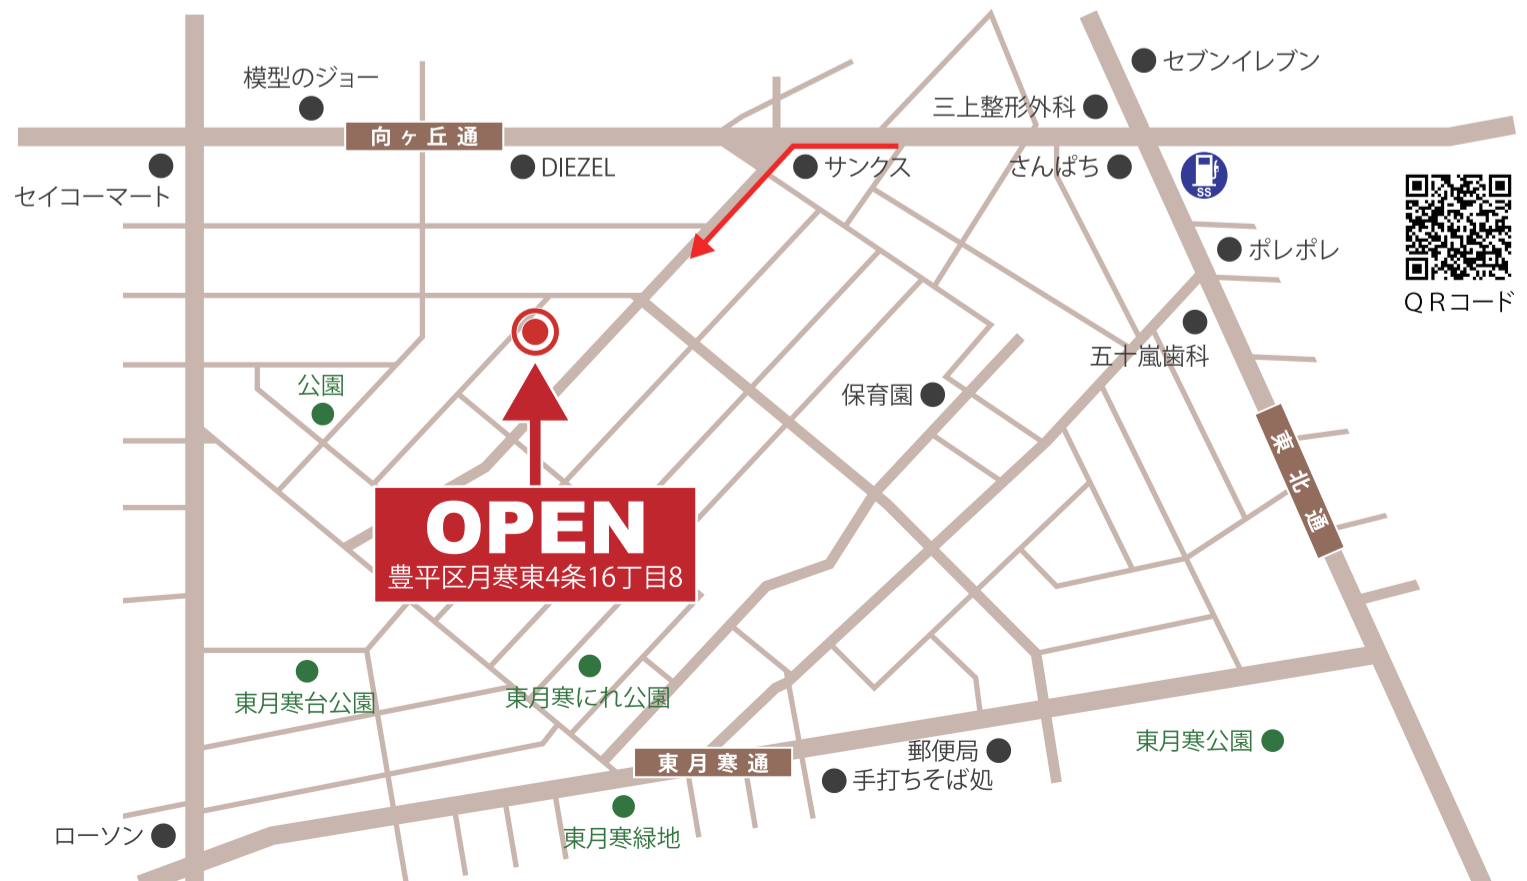 模型のジョー
セブンイレブン
三上整形外科
向ヶ丘通
DIEZEL
サンクス
さんぱち
SS
セイコーマート
ポレポレ
QRコード
五十嵐歯科
公園
保育園
東北通
OPEN
豊平区月寒東4条16丁目8
東月寒台公園
東月寒にれ公園
東月寒公園
郵便局
東月寒通
手打ちそば処
ローソン
東月寒緑地